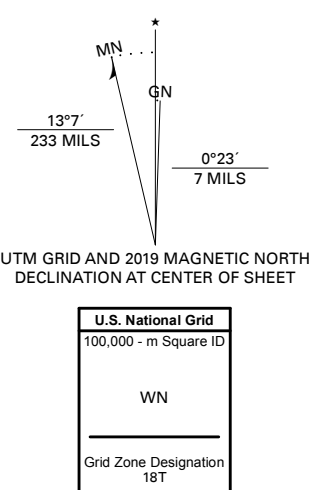 ★
MN
GN
13°7´
233 MILS
0°23´
7 MILS
UTM GRID AND 2019 MAGNETIC NORTH
DECLINATION AT CENTER OF SHEET
U.S. National Grid
100,000 - m Square ID
WN
Grid Zone Designation
18T